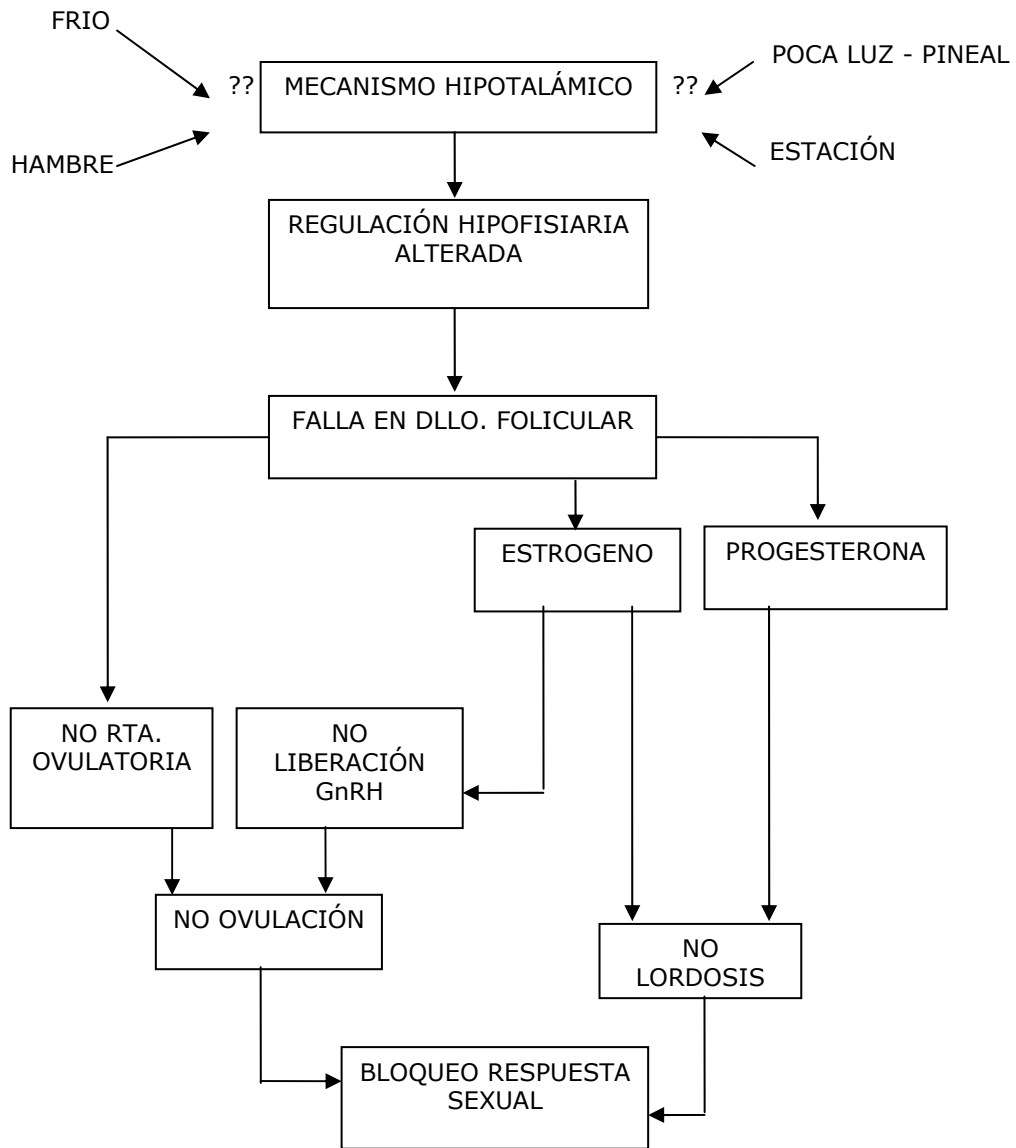 FRIO
POCA LUZ - PINEAL
?? MECANISMO HIPOTALÁMICO ??
HAMBRE
ESTACIÓN
REGULACIÓN HIPOFISIARIA
ALTERADA
FALLA EN DLLO. FOLICULAR
ESTROGENO
PROGESTERONA
NO RTA.
OVULATORIA
NO
LIBERACIÓN
GnRH
NO OVULACIÓN
NO
LORDOSIS
BLOQUEO RESPUESTA
SEXUAL